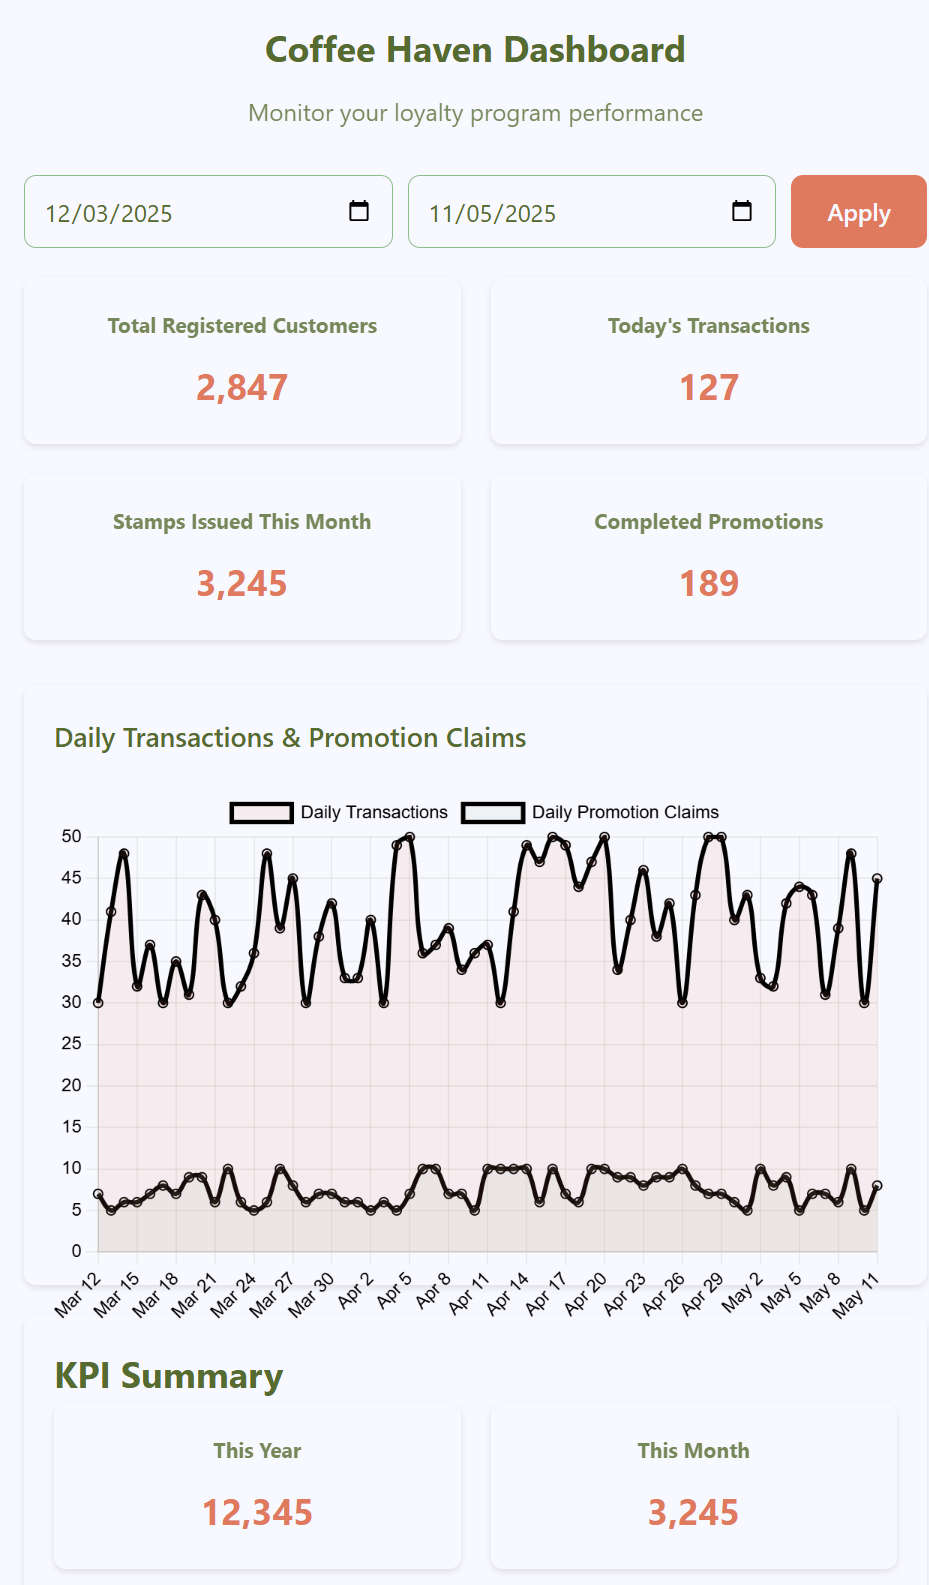 Coffee Haven Dashboard
Monitor your loyalty program performance
12/03/2025 11/05/2025 Apply
Total Registered Customers Today's Transactions
2,847 127
Stamps Issued This Month Completed Promotions
3,245 189
Daily Transactions & Promotion Claims
Daily Transactions Daily Promotion Claims
50
45
40
35
30
25
20
15
10
5
0
Mar 12 Mar 15 Mar 18 Mar 21 Mar 24 Mar 27 Mar 30 Apr 2 Apr 5 Apr 8 Apr 11 Apr 14 Apr 17 Apr 20 Apr 23 Apr 26 Apr 29 May 2 May 5 May 8 May 11
KPI Summary
This Year This Month
12,345 3,245